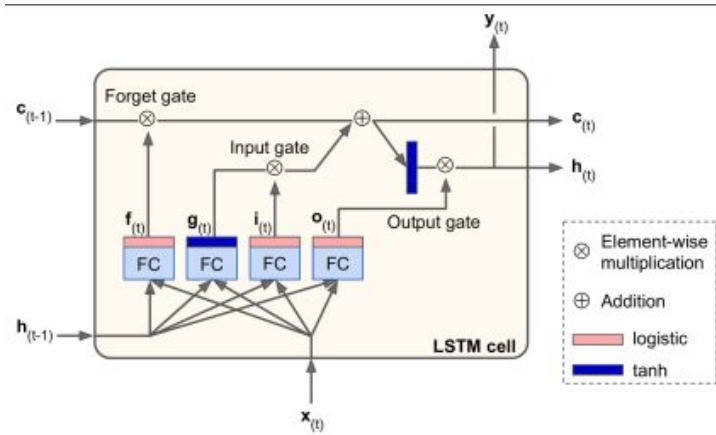 y(t)
Forget gate
c(t-1)
c(t)
Input gate
h(t)
f(t)
g(t)
i(t)
o(t)
Output gate
FC
FC
FC
FC
h(t-1)
LSTM cell
x(t)
⊗ Element-wise
multiplication
⊕ Addition
logistic
tanh